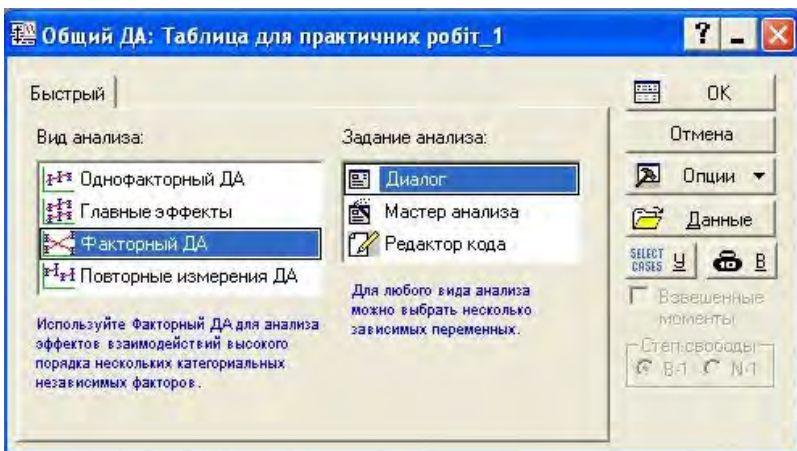 Общий ДА: Таблица для практичних робіт_1
Быстрый
Вид анализа:
Однофакторный ДА
Главные эффекты
Факторный ДА
Повторные измерения ДА
Используйте Факторный ДА для анализа
эффектов взаимодействий высокого
порядка нескольких категориальных
независимых факторов.
Задание анализа:
Диалог
Мастер анализа
Редактор кода
Для любого вида анализа
можно выбрать несколько
зависимых переменных.
OK
Отмена
Опции
Данные
SELECT CASES У В
Взвешенные
моменты
Степ.свободы
В-1 N-1